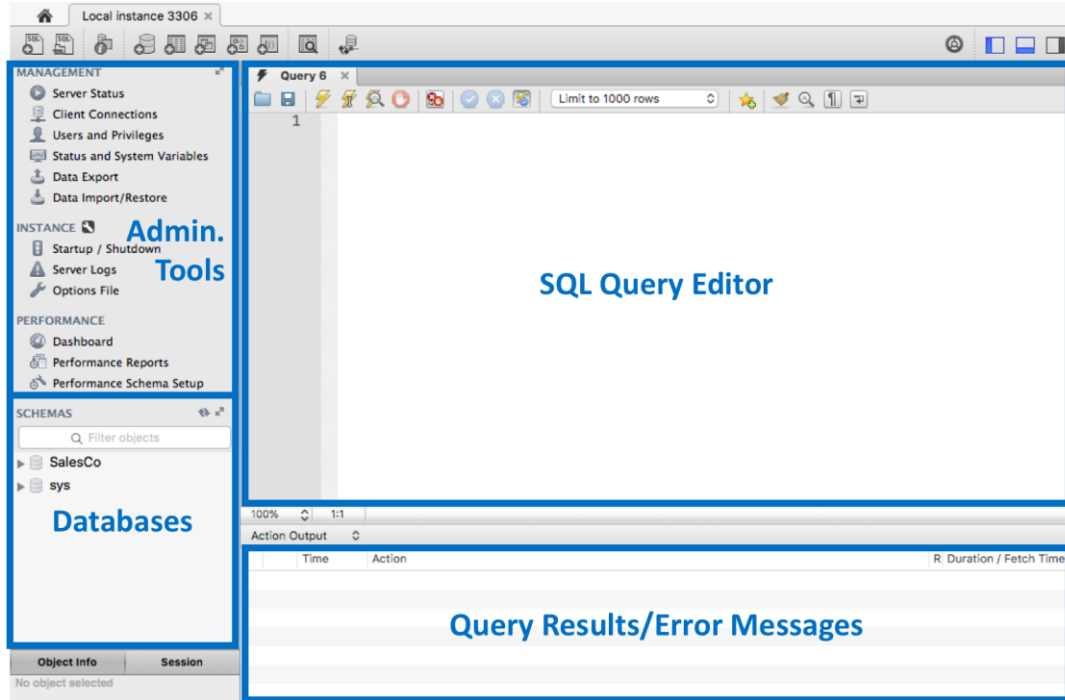 Local instance 3306 ×
SQL SQL
MANAGEMENT
Server Status
Client Connections
Users and Privileges
Status and System Variables
Data Export
Data Import/Restore
INSTANCE
Startup / Shutdown
Server Logs
Options File
Admin.
Tools
PERFORMANCE
Dashboard
Performance Reports
Performance Schema Setup
SCHEMAS
Filter objects
SalesCo
sys
Databases
Object Info Session
No object selected
Query 6 ×
Limit to 1000 rows
1
SQL Query Editor
100% 1:1
Action Output
Time Action R Duration / Fetch Time
Query Results/Error Messages